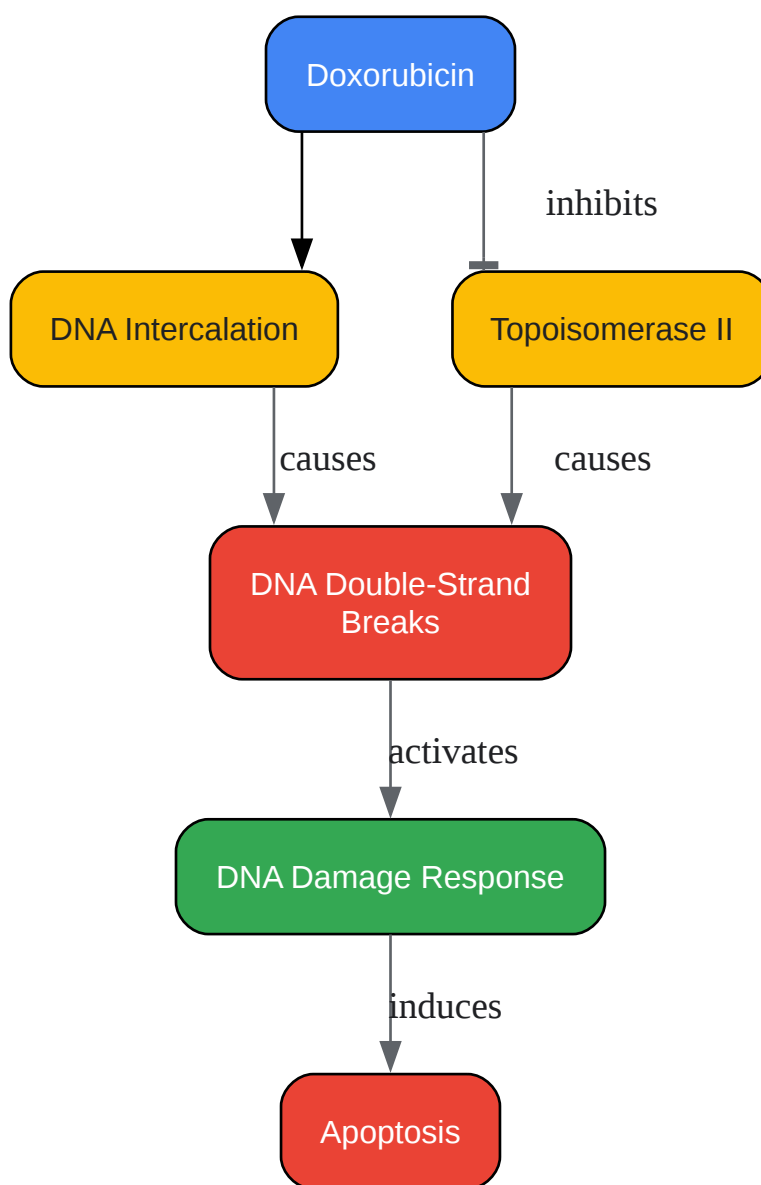 Doxorubicin
inhibits
DNA Intercalation
Topoisomerase II
causes
causes
DNA Double-Strand
Breaks
activates
DNA Damage Response
induces
Apoptosis